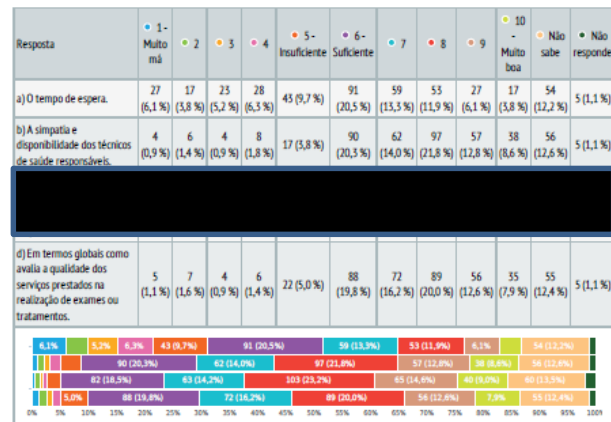 Resposta 1 - Muito má 2 3 4 5 - Insuficiente 6 - Suficiente 7 8 9 10 - Muito boa Não sabe Não responde
a) O tempo de espera. 27 (6,1 %) 17 (3,8 %) 23 (5,2 %) 28 (6,3 %) 43 (9,7 %) 91 (20,5 %) 59 (13,3 %) 53 (11,9 %) 27 (6,1 %) 17 (3,8 %) 54 (12,2 %) 5 (1,1 %)
b) A simpatia e
disponibilidade dos técnicos
de saúde responsáveis. 4 (0,9 %) 6 (1,4 %) 4 (0,9 %) 8 (1,8 %) 17 (3,8 %) 90 (20,3 %) 62 (14,0 %) 97 (21,8 %) 57 (12,8 %) 38 (8,6 %) 56 (12,6 %) 5 (1,1 %)
d) Em termos globais como
avalia a qualidade dos
serviços prestados na
realização de exames ou
tratamentos. 5 (1,1 %) 7 (1,6 %) 4 (0,9 %) 6 (1,4 %) 22 (5,0 %) 88 (19,8 %) 72 (16,2 %) 89 (20,0 %) 56 (12,6 %) 35 (7,9 %) 55 (12,4 %) 5 (1,1 %)
6,1% 5,2% 6,3% 43 (9,7%) 91 (20,5%) 59 (13,3%) 53 (11,9%) 6,1% 54 (12,2%)
90 (20,3%) 62 (14,0%) 97 (21,8%) 57 (12,8%) 38 (8,6%) 56 (12,6%)
82 (18,5%) 63 (14,2%) 103 (23,2%) 65 (14,6%) 40 (9,0%) 60 (13,5%)
5,0% 88 (19,8%) 72 (16,2%) 89 (20,0%) 56 (12,6%) 7,9% 55 (12,4%)
0% 5% 10% 15% 20% 25% 30% 35% 40% 45% 50% 55% 60% 65% 70% 75% 80% 85% 90% 95% 100%